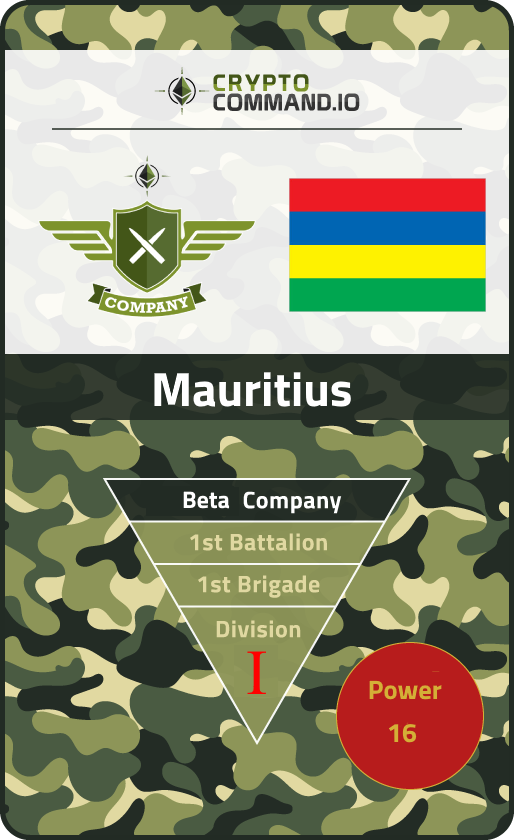 CRYPTO
COMMAND.IO
COMPANY
Mauritius
Beta Company
1st Battalion
1st Brigade
Division
I
Power
16